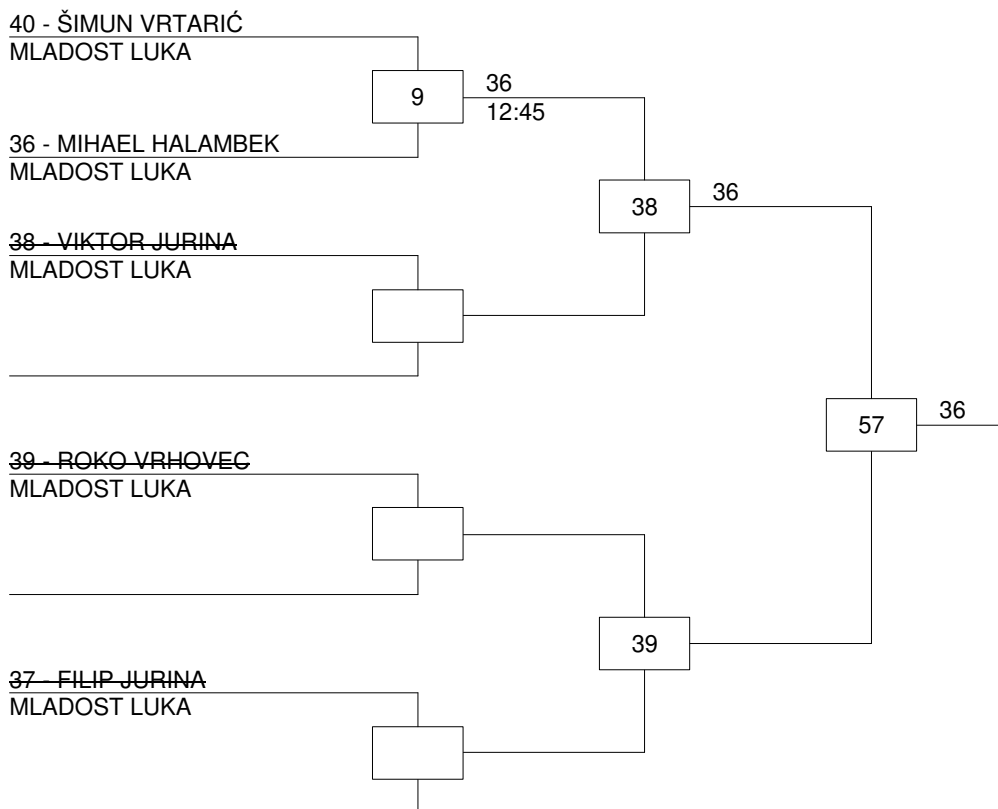 40 - ŠIMUN VRTARIĆ
MLADOST LUKA
9
36
12:45
36 - MIHAEL HALAMBEK
MLADOST LUKA
38
36
38 - VIKTOR JURINA
MLADOST LUKA
57
36
39 - ROKO VRHOVEC
MLADOST LUKA
39
37 - FILIP JURINA
MLADOST LUKA